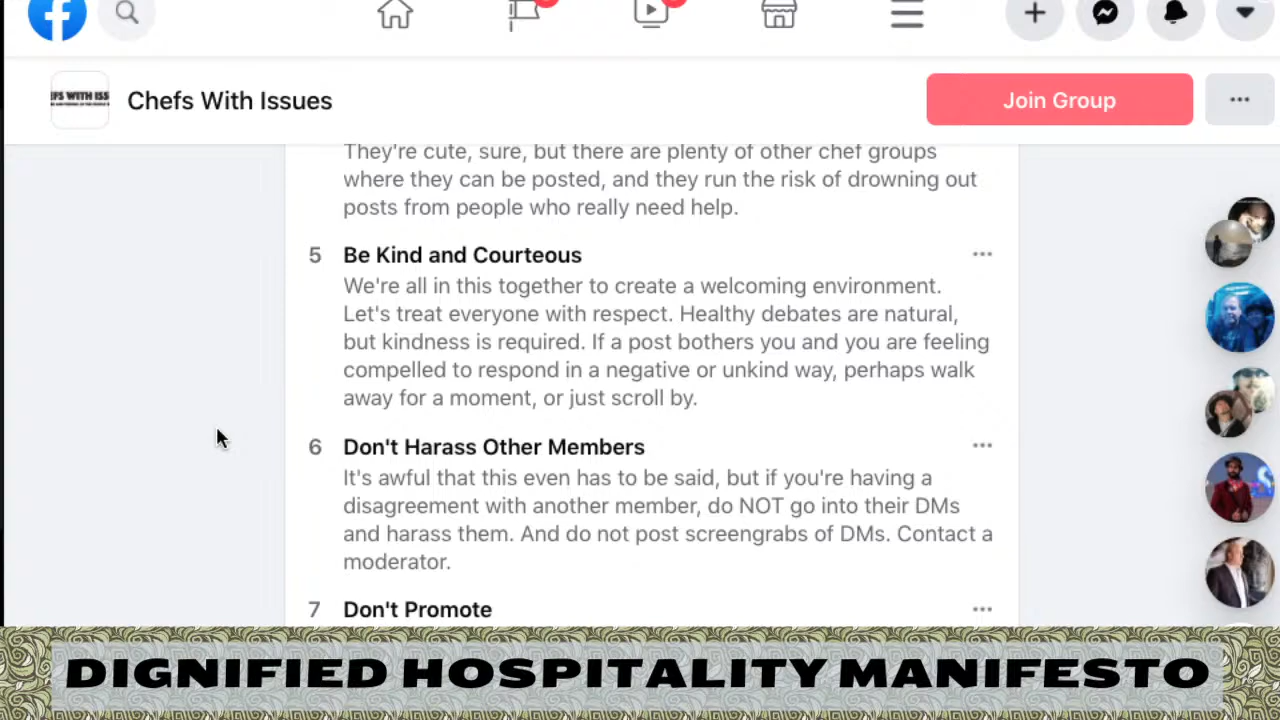 FS WITH ISS
Chefs With Issues
Join Group
They're cute, sure, but there are plenty of other chef groups
where they can be posted, and they run the risk of drowning out
posts from people who really need help.
5 Be Kind and Courteous
We're all in this together to create a welcoming environment.
Let's treat everyone with respect. Healthy debates are natural,
but kindness is required. If a post bothers you and you are feeling
compelled to respond in a negative or unkind way, perhaps walk
away for a moment, or just scroll by.
6 Don't Harass Other Members
It's awful that this even has to be said, but if you're having a
disagreement with another member, do NOT go into their DMs
and harass them. And do not post screengrabs of DMs. Contact a
moderator.
7 Don't Promote
DIGNIFIED HOSPITALITY MANIFESTO